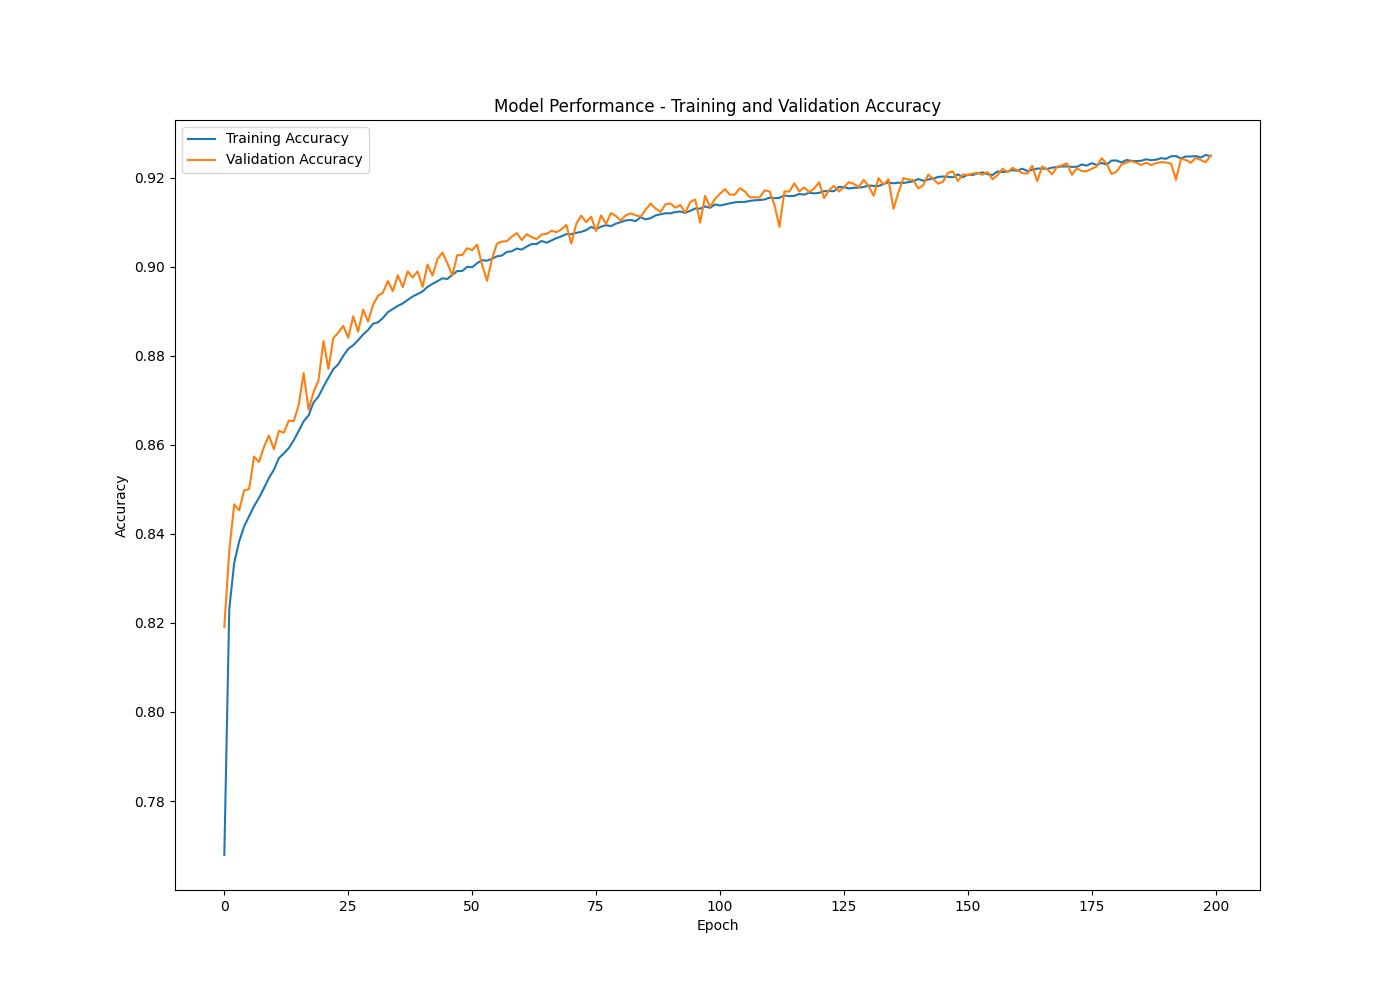 Model Performance - Training and Validation Accuracy
Training Accuracy
Validation Accuracy
0.92
0.90
0.88
0.86
0.84
0.82
0.80
0.78
Accuracy
0 25 50 75 100 125 150 175 200
Epoch